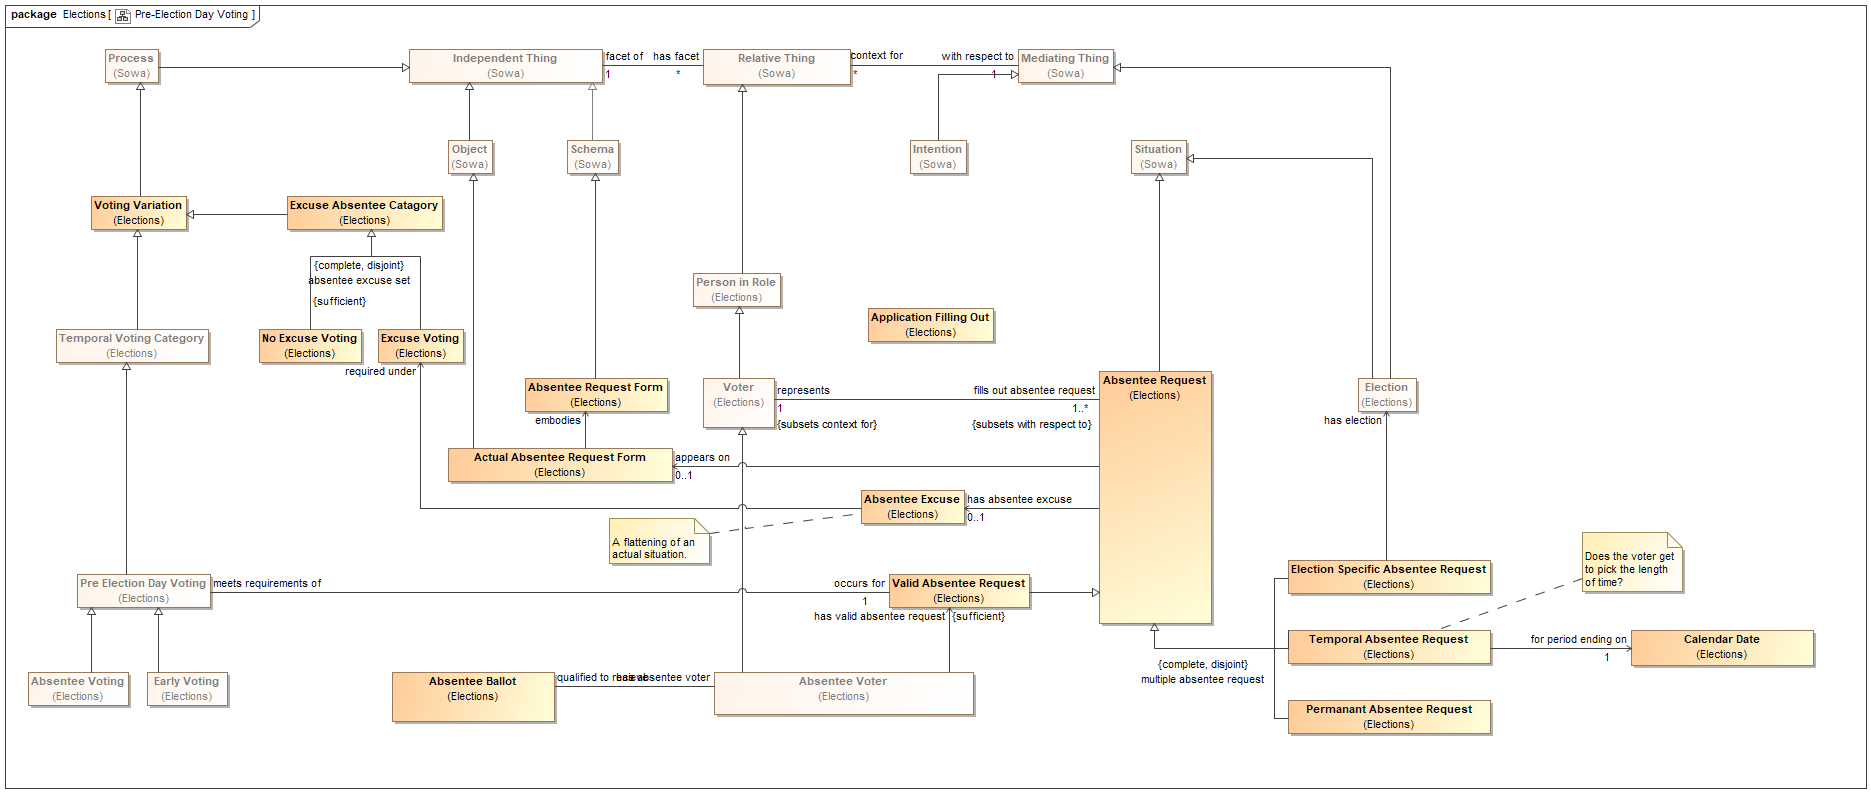 package Elections [ Pre-Election Day Voting ]
Process
(Sowa)
Independent Thing
(Sowa)
facet of
1
has facet
*
Relative Thing
(Sowa)
context for
*
with respect to
1
Mediating Thing
(Sowa)
Object
(Sowa)
Schema
(Sowa)
Intention
(Sowa)
Situation
(Sowa)
Voting Variation
(Elections)
Excuse Absentee Catagory
(Elections)
{complete, disjoint}
absentee excuse set
{sufficient}
Person in Role
(Elections)
Application Filling Out
(Elections)
Temporal Voting Category
(Elections)
No Excuse Voting
(Elections)
Excuse Voting
(Elections)
required under
Absentee Request Form
(Elections)
embodies
Voter
(Elections)
represents
1
{subsets context for}
fills out absentee request
1..*
{subsets with respect to}
Absentee Request
(Elections)
Election
(Elections)
has election
Actual Absentee Request Form
(Elections)
appears on
0..1
Absentee Excuse
(Elections)
has absentee excuse
0..1
A flattening of an
actual situation.
Does the voter get
to pick the length
of time?
Pre Election Day Voting
(Elections)
meets requirements of
occurs for
1
Valid Absentee Request
(Elections)
has valid absentee request
{sufficient}
Election Specific Absentee Request
(Elections)
Temporal Absentee Request
(Elections)
for period ending on
1
Calendar Date
(Elections)
{complete, disjoint}
multiple absentee request
Absentee Voting
(Elections)
Early Voting
(Elections)
Absentee Ballot
(Elections)
qualified to receive
has absentee voter
Absentee Voter
(Elections)
Permanant Absentee Request
(Elections)